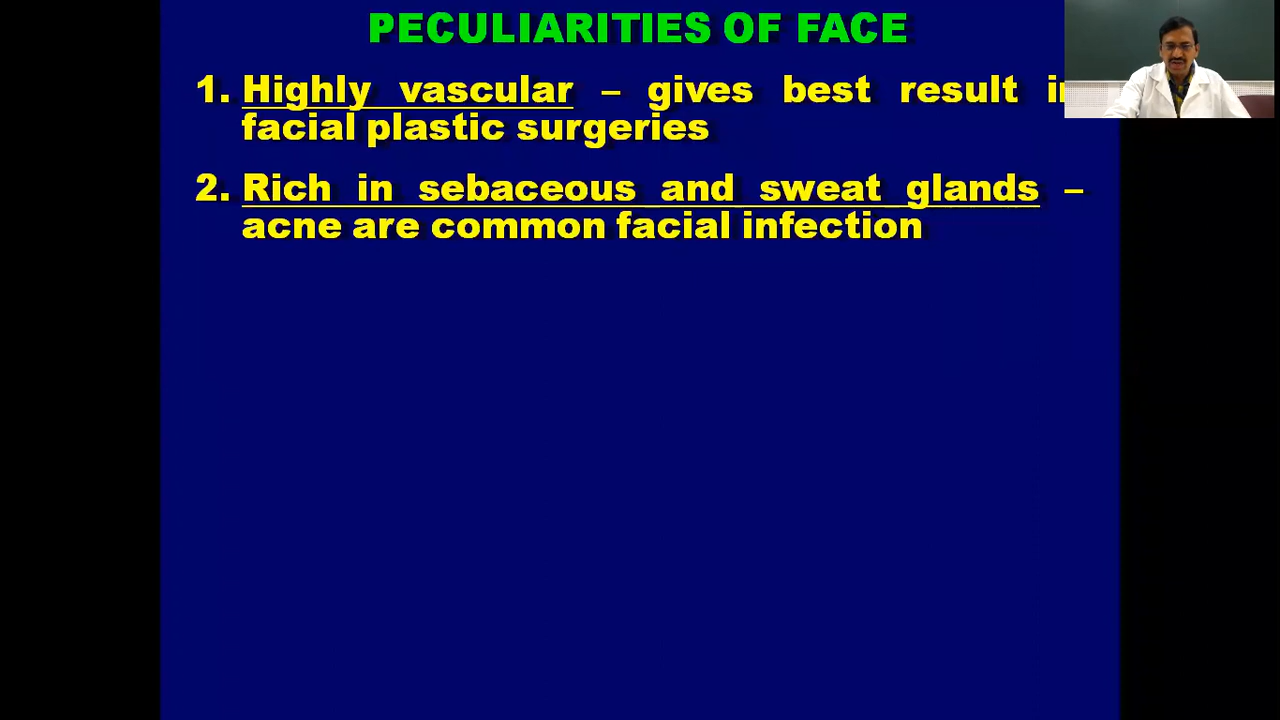 PECULIARITIES OF FACE
1. Highly vascular – gives best result in
facial plastic surgeries
2. Rich in sebaceous and sweat glands –
acne are common facial infection